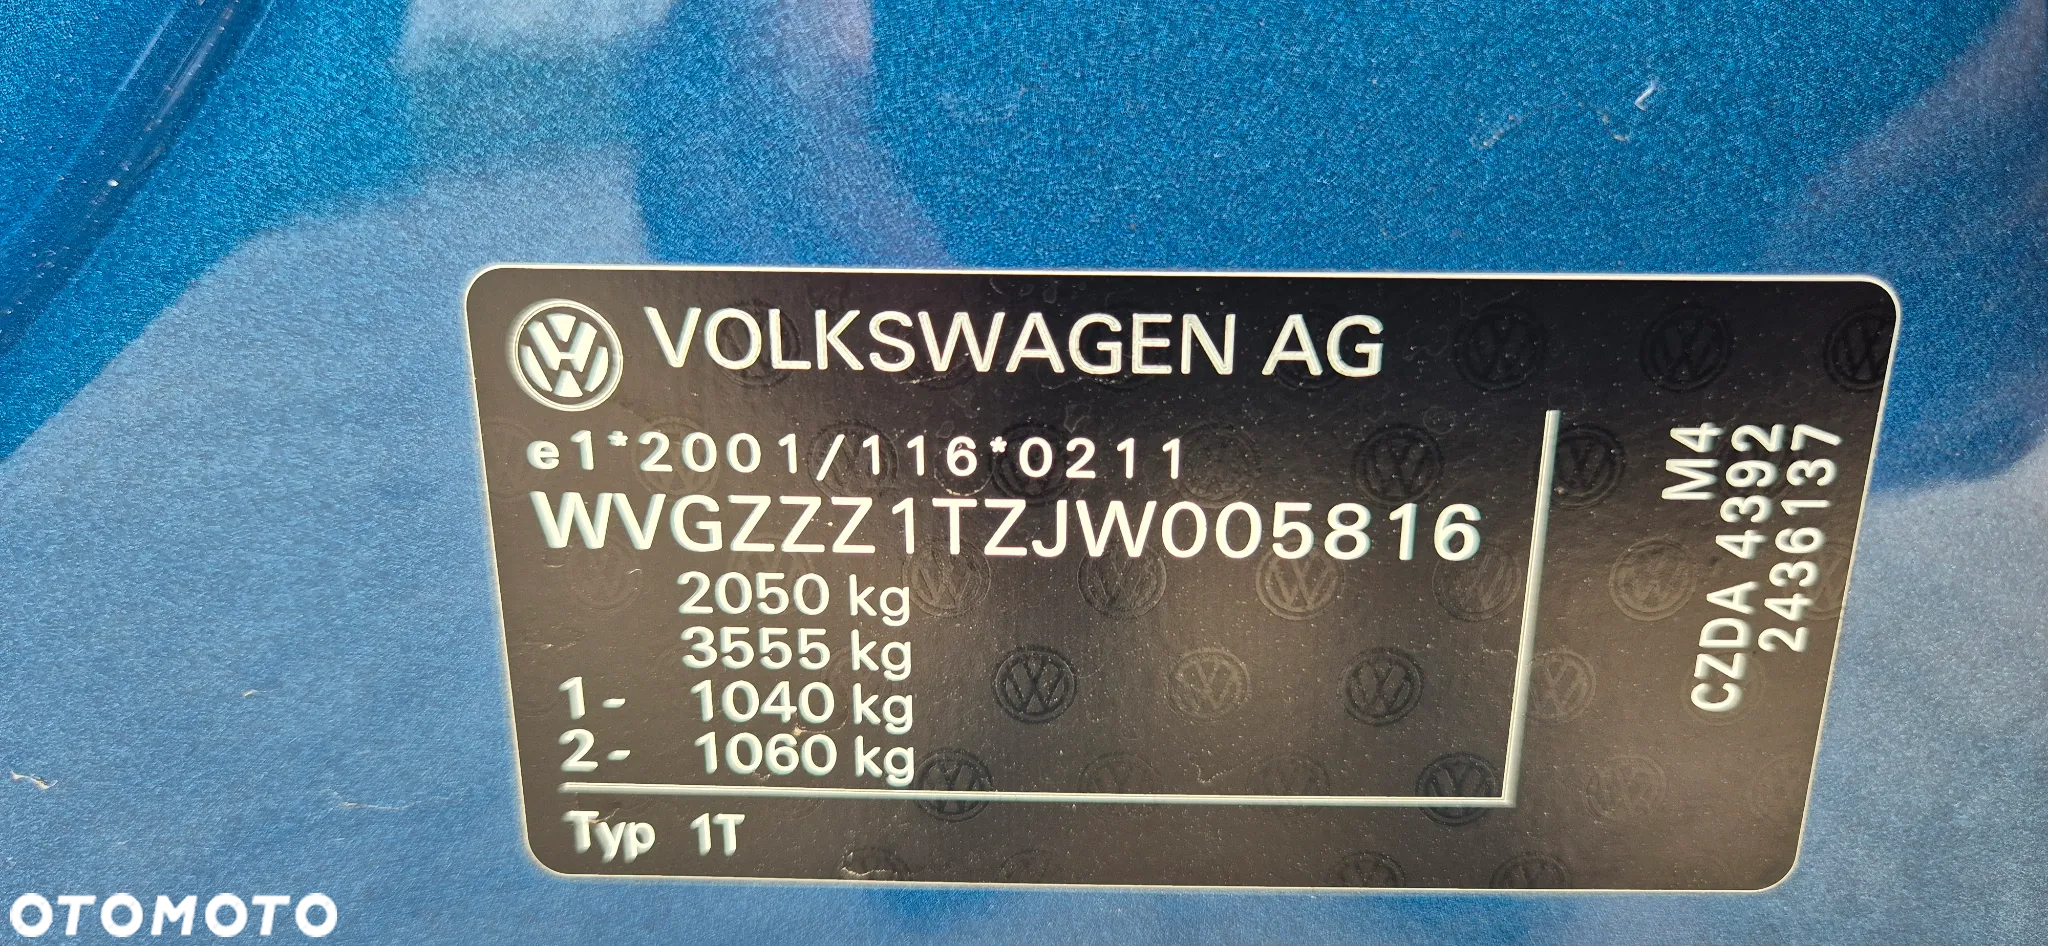 VOLKSWAGEN AG
e1*2001/116*0211
WVGZZZ1TZJW005816
2050 kg
3555 kg
1- 1040 kg
2- 1060 kg
Typ 1T
M4
CZDA 4392
2436137
OTOMOTO